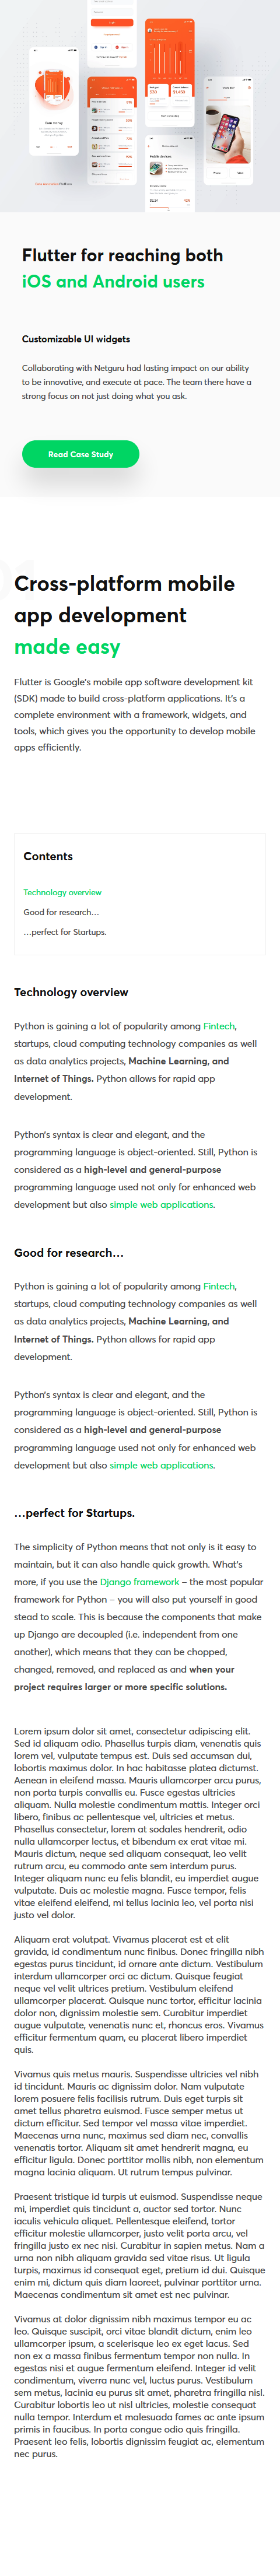 Flutter for reaching both
iOS and Android users
Customizable UI widgets
Collaborating with Netguru had lasting impact on our ability
to be innovative, and execute at pace. The team there have a
strong focus on not just doing what you ask.
Read Case Study
01
Cross-platform mobile
app development
made easy
Flutter is Google's mobile app software development kit
(SDK) made to build cross-platform applications. It's a
complete environment with a framework, widgets, and
tools, which gives you the opportunity to develop mobile
apps efficiently.
Contents
Technology overview
Good for research…
…perfect for Startups.
Technology overview
Python is gaining a lot of popularity among Fintech,
startups, cloud computing technology companies as well
as data analytics projects, Machine Learning, and
Internet of Things. Python allows for rapid app
development.
Python's syntax is clear and elegant, and the
programming language is object-oriented. Still, Python is
considered as a high-level and general-purpose
programming language used not only for enhanced web
development but also simple web applications.
Good for research…
Python is gaining a lot of popularity among Fintech,
startups, cloud computing technology companies as well
as data analytics projects, Machine Learning, and
Internet of Things. Python allows for rapid app
development.
Python's syntax is clear and elegant, and the
programming language is object-oriented. Still, Python is
considered as a high-level and general-purpose
programming language used not only for enhanced web
development but also simple web applications.
…perfect for Startups.
The simplicity of Python means that not only is it easy to
maintain, but it can also handle quick growth. What's
more, if you use the Django framework – the most popular
framework for Python – you will also put yourself in good
stead to scale. This is because the components that make
up Django are decoupled (i.e. independent from one
another), which means that they can be chopped,
changed, removed, and replaced as and when your
project requires larger or more specific solutions.
Lorem ipsum dolor sit amet, consectetur adipiscing elit.
Sed id aliquam odio. Phasellus turpis diam, venenatis quis
lorem vel, vulputate tempus est. Duis sed accumsan dui,
lobortis maximus dolor. In hac habitasse platea dictumst.
Aenean in eleifend massa. Mauris ullamcorper arcu purus,
non porta turpis convallis eu. Fusce egestas ultricies
aliquam. Nulla molestie condimentum mattis. Integer orci
libero, finibus ac pellentesque vel, ultricies et metus.
Phasellus consectetur, lorem at sodales hendrerit, odio
nulla ullamcorper lectus, et bibendum ex erat vitae mi.
Mauris dictum, neque sed aliquam consequat, leo velit
rutrum arcu, eu commodo ante sem interdum purus.
Integer aliquam nunc eu felis blandit, eu imperdiet augue
vulputate. Duis ac molestie magna. Fusce tempor, felis
vitae eleifend eleifend, mi tellus lacinia leo, vel porta nisi
justo vel dolor.
Aliquam erat volutpat. Vivamus placerat est et elit
gravida, id condimentum nunc finibus. Donec fringilla nibh
egestas purus tincidunt, id ornare ante dictum. Vestibulum
interdum ullamcorper orci ac dictum. Quisque feugiat
neque vel velit ultrices pretium. Vestibulum eleifend
ullamcorper placerat. Quisque nunc tortor, efficitur lacinia
dolor non, dignissim molestie sem. Curabitur imperdiet
augue vulputate, venenatis nunc et, rhoncus eros. Vivamus
efficitur fermentum quam, eu placerat libero imperdiet
quis.
Vivamus quis metus mauris. Suspendisse ultricies vel nibh
id tincidunt. Mauris ac dignissim dolor. Nam vulputate
lorem posuere felis facilisis rutrum. Duis eget turpis sit
amet tellus pharetra euismod. Fusce semper metus ut
dictum efficitur. Sed tempor vel massa vitae imperdiet.
Maecenas urna nunc, maximus sed diam nec, convallis
venenatis tortor. Aliquam sit amet hendrerit magna, eu
efficitur ligula. Donec porttitor mollis nibh, non elementum
magna lacinia aliquam. Ut rutrum tempus pulvinar.
Praesent tristique id turpis ut euismod. Suspendisse neque
mi, imperdiet quis tincidunt a, auctor sed tortor. Nunc
iaculis vehicula aliquet. Pellentesque eleifend, tortor
efficitur molestie ullamcorper, justo velit porta arcu, vel
fringilla justo ex nec nisi. Curabitur in sapien metus. Nam a
urna non nibh aliquam gravida sed vitae risus. Ut ligula
turpis, maximus id consequat eget, pretium id dui. Quisque
enim mi, dictum quis diam laoreet, pulvinar porttitor urna.
Maecenas condimentum sit amet est nec pulvinar.
Vivamus at dolor dignissim nibh maximus tempor eu ac
leo. Quisque suscipit, orci vitae blandit dictum, enim leo
ullamcorper ipsum, a scelerisque leo ex eget lacus. Sed
non ex a massa finibus fermentum tempor non nulla. In
egestas nisi et augue fermentum eleifend. Integer id velit
condimentum, viverra nunc vel, luctus purus. Vestibulum
sem metus, lacinia eu purus sit amet, pharetra fringilla nisl.
Curabitur lobortis leo ut nisl ultricies, molestie consequat
nulla tempor. Interdum et malesuada fames ac ante ipsum
primis in faucibus. In porta congue odio quis fringilla.
Praesent leo felis, lobortis dignissim feugiat ac, elementum
nec purus.